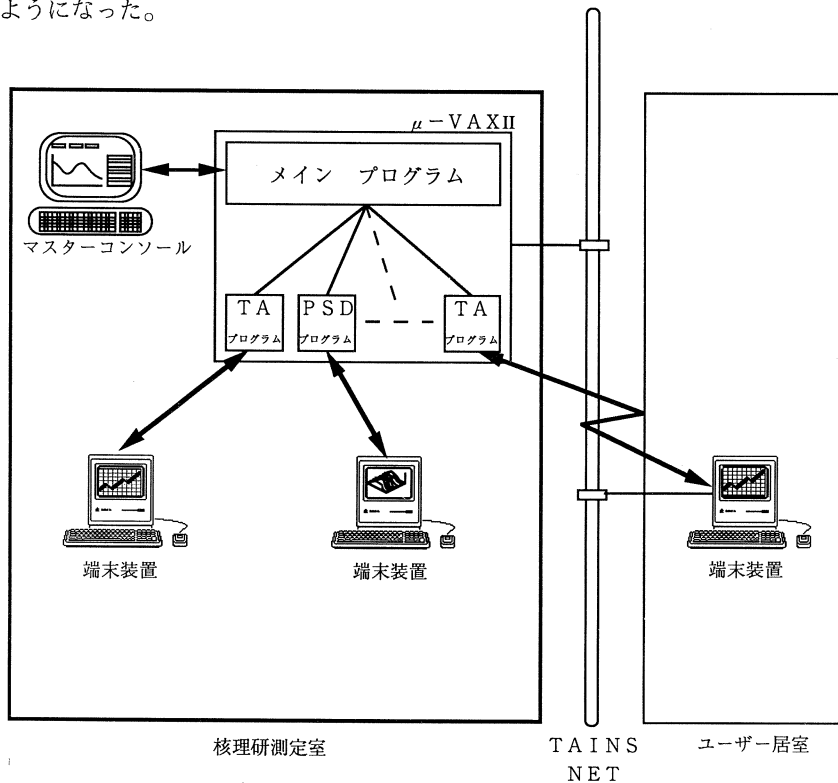 ようになった。
μ-VAXII
メイン プログラム
マスターコンソール
TA
プログラム
PSD
プログラム
TA
プログラム
端末装置
端末装置
端末装置
核理研測定室
TAINS
NET
ユーザー居室